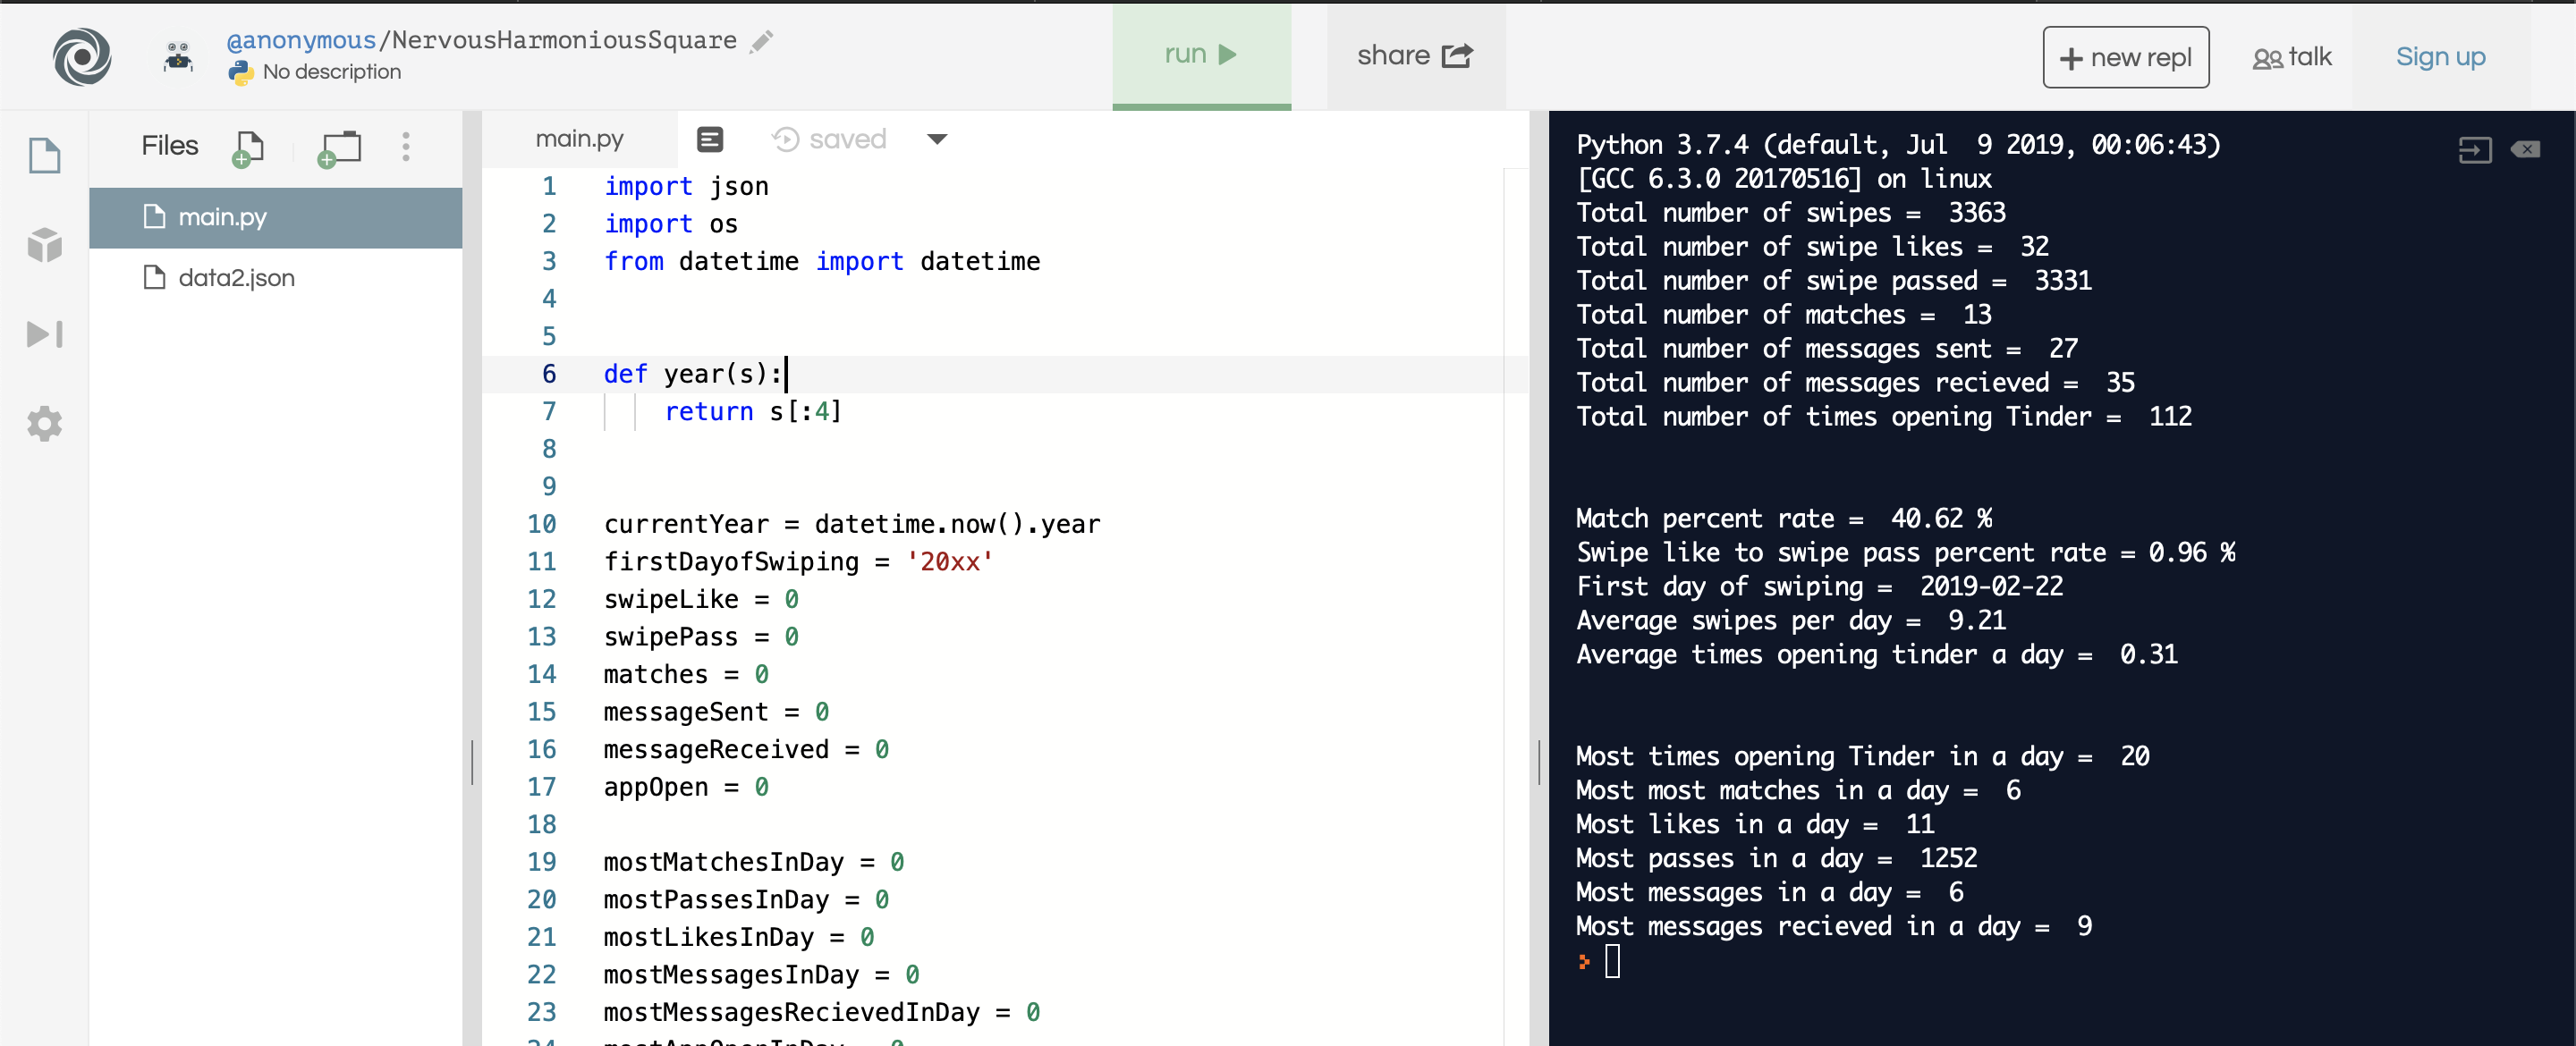 @anonymous/NervousHarmoniousSquare
No description
run
share
+ new repl
talk
Sign up
Files
main.py
data2.json
main.py
saved
1 import json
2 import os
3 from datetime import datetime
4
5
6 def year(s):
7 return s[:4]
8
9
10 currentYear = datetime.now().year
11 firstDayofSwiping = '20xx'
12 swipeLike = 0
13 swipePass = 0
14 matches = 0
15 messageSent = 0
16 messageReceived = 0
17 appOpen = 0
18
19 mostMatchesInDay = 0
20 mostPassesInDay = 0
21 mostLikesInDay = 0
22 mostMessagesInDay = 0
23 mostMessagesRecievedInDay = 0
Python 3.7.4 (default, Jul  9 2019, 00:06:43)
[GCC 6.3.0 20170516] on linux
Total number of swipes =  3363
Total number of swipe likes =  32
Total number of swipe passed =  3331
Total number of matches =  13
Total number of messages sent =  27
Total number of messages recieved =  35
Total number of times opening Tinder =  112
Match percent rate =  40.62 %
Swipe like to swipe pass percent rate = 0.96 %
First day of swiping =  2019-02-22
Average swipes per day =  9.21
Average times opening tinder a day =  0.31
Most times opening Tinder in a day =  20
Most most matches in a day =  6
Most likes in a day =  11
Most passes in a day =  1252
Most messages in a day =  6
Most messages recieved in a day =  9